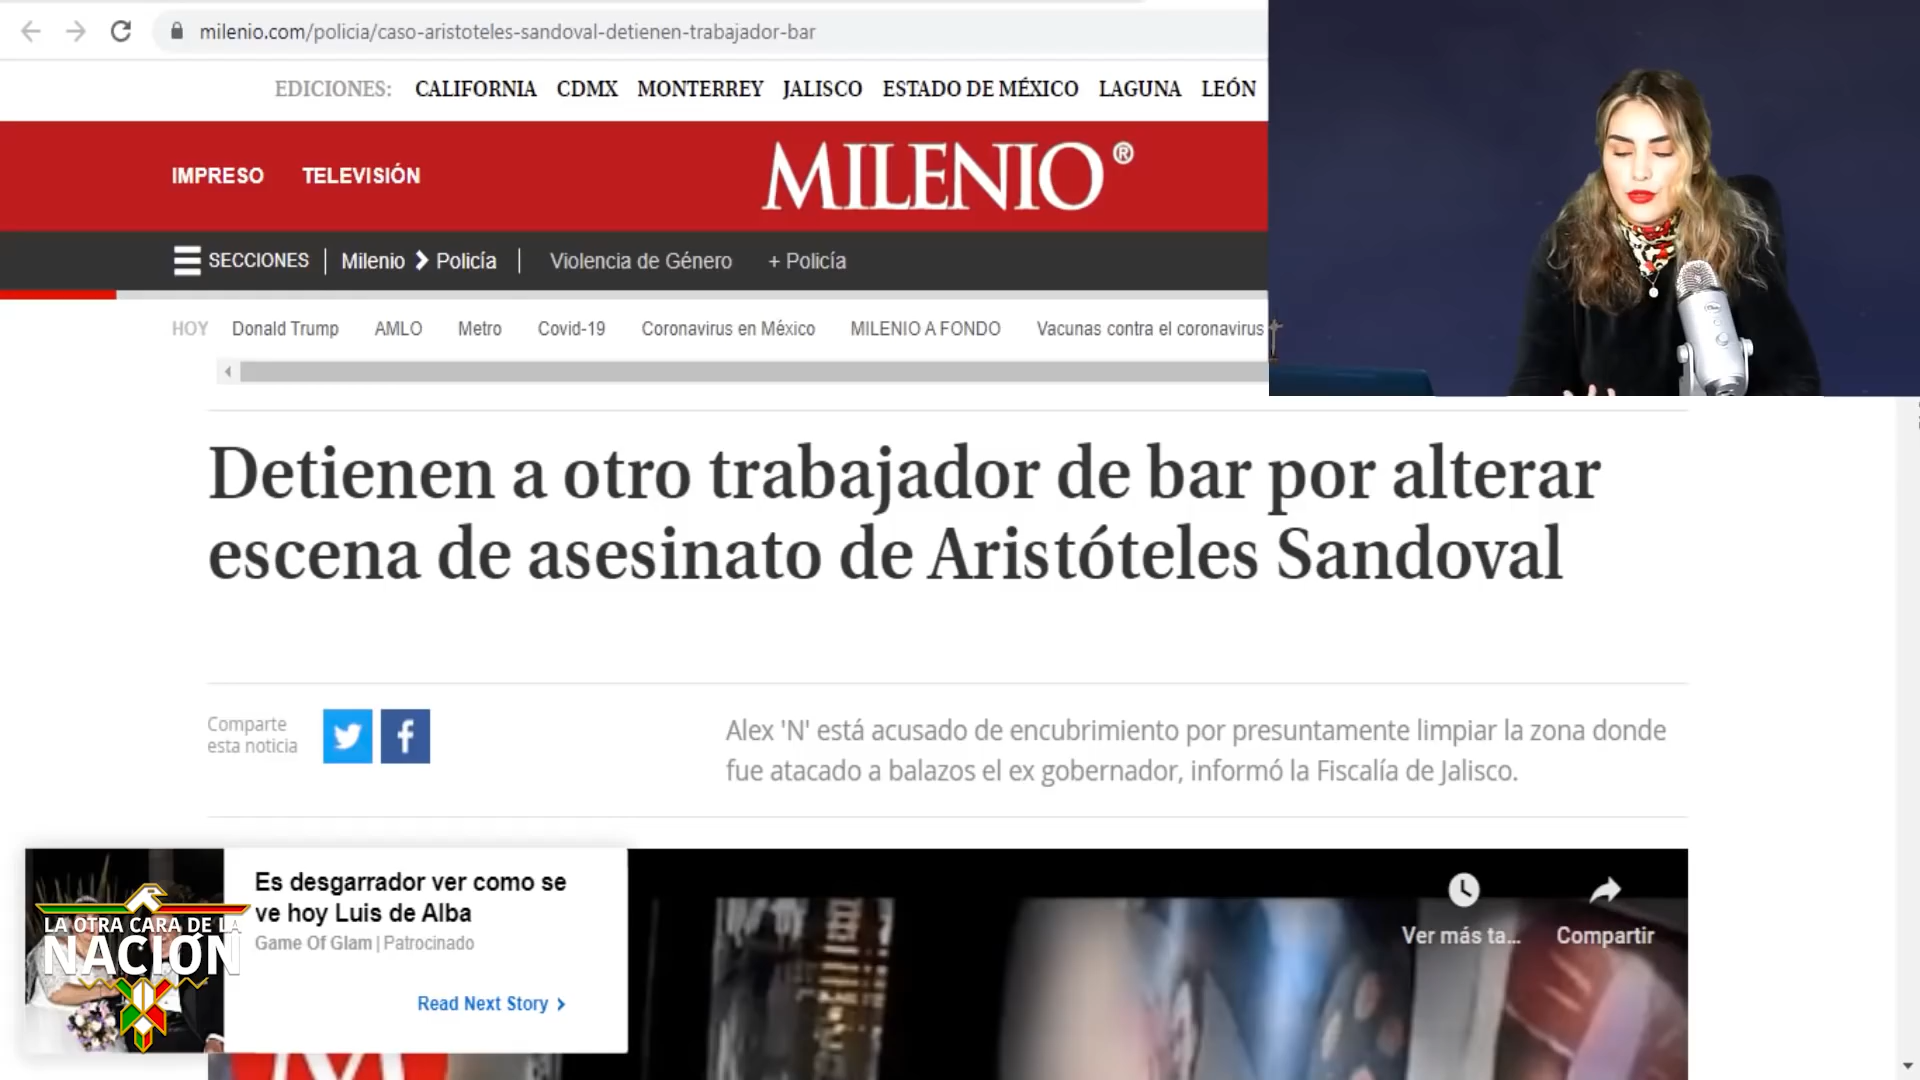 milenio.com/policia/caso-aristoteles-sandoval-detienen-trabajador-bar
EDICIONES: CALIFORNIA CDMX MONTERREY JALISCO ESTADO DE MÉXICO LAGUNA LEÓN
IMPRESO TELEVISIÓN MILENIO®
SECCIONES | Milenio > Policía | Violencia de Género + Policía
HOY Donald Trump AMLO Metro Covid-19 Coronavirus en México MILENIO A FONDO Vacunas contra el coronavirus
Detienen a otro trabajador de bar por alterar
escena de asesinato de Aristóteles Sandoval
Comparte
esta noticia
Alex 'N' está acusado de encubrimiento por presuntamente limpiar la zona donde
fue atacado a balazos el ex gobernador, informó la Fiscalía de Jalisco.
Es desgarrador ver como se
ve hoy Luis de Alba
Game Of Glam | Patrocinado
Read Next Story >
LA OTRA CARA DE LA
NACIÓN
Ver más ta...
Compartir